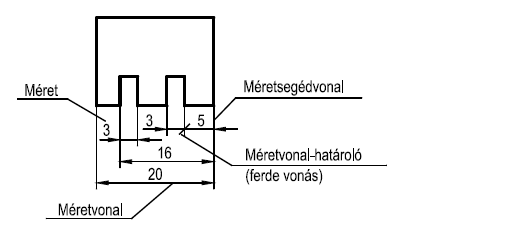 Méret
Méretsegédvonal
3
3
5
16
Méretvonal-határoló
(ferde vonás)
20
Méretvonal